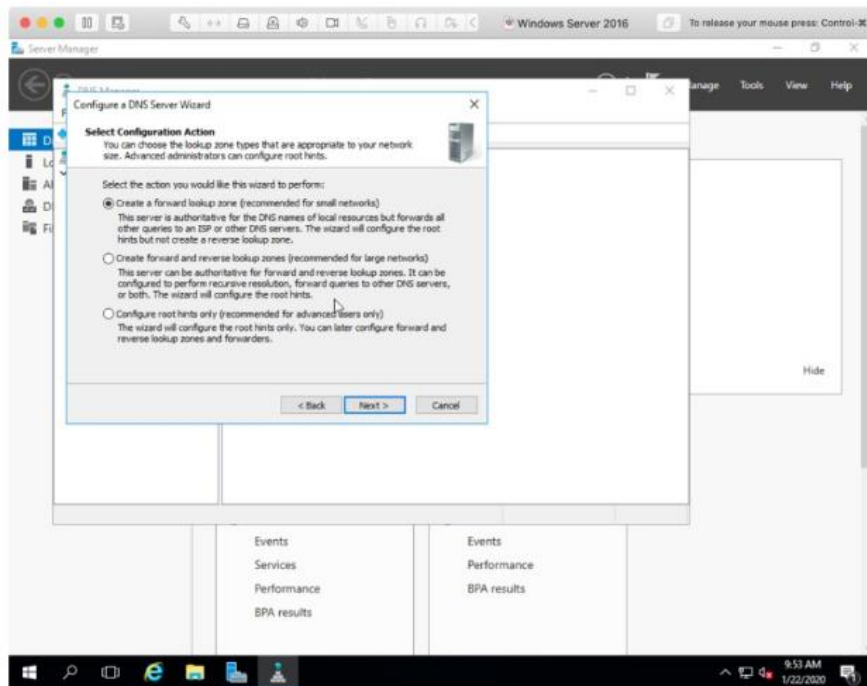 Windows Server 2016
To release your mouse press: Control-⌘
Server Manager
Manage Tools View Help
Configure a DNS Server Wizard
Select Configuration Action
You can choose the lookup zone types that are appropriate to your network
size. Advanced administrators can configure root hints.
Select the action you would like this wizard to perform:
Create a forward lookup zone (recommended for small networks)
This server is authoritative for the DNS names of local resources but forwards all
other queries to an ISP or other DNS servers. The wizard will configure the root
hints but not create a reverse lookup zone.
Create forward and reverse lookup zones (recommended for large networks)
This server can be authoritative for forward and reverse lookup zones. It can be
configured to perform recursive resolution, forward queries to other DNS servers,
or both. The wizard will configure the root hints.
Configure root hints only (recommended for advanced users only)
The wizard will configure the root hints only. You can later configure forward and
reverse lookup zones and forwarders.
< Back Next > Cancel
Hide
Events Events
Services Performance
Performance BPA results
BPA results
9:53 AM
1/22/2020